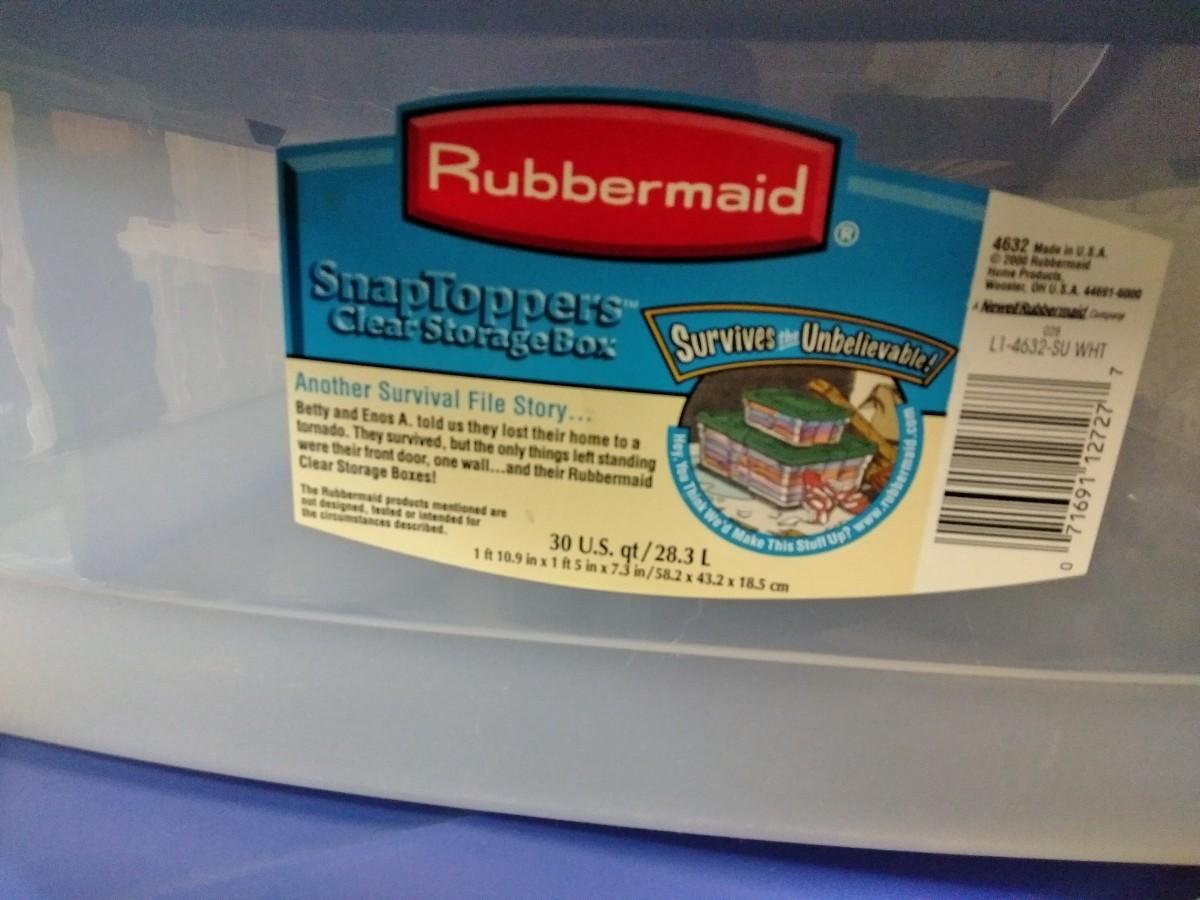 Rubbermaid
®
SnapToppers™
Clear Storage Box
Survives the Unbelievable!
Another Survival File Story...
Betty and Enos A. told us they lost their home to a
tornado. They survived, but the only things left standing
were their front door, one wall...and their Rubbermaid
Clear Storage Boxes!
The Rubbermaid products mentioned are
not designed, tested or intended for
the circumstances described.
Hey, You Think We'd Make This Stuff Up? www.rubbermaid.com
30 U.S. qt/28.3 L
1 ft 10.9 in x 1 ft 5 in x 7.3 in/58.2 x 43.2 x 18.5 cm
4632 Made in U.S.A.
© 2000 Rubbermaid
Home Products,
Wooster, OH U.S.A. 44691-6000
A Newell Rubbermaid Company
029
L1-4632-SU WHT
0 71691 12727 7